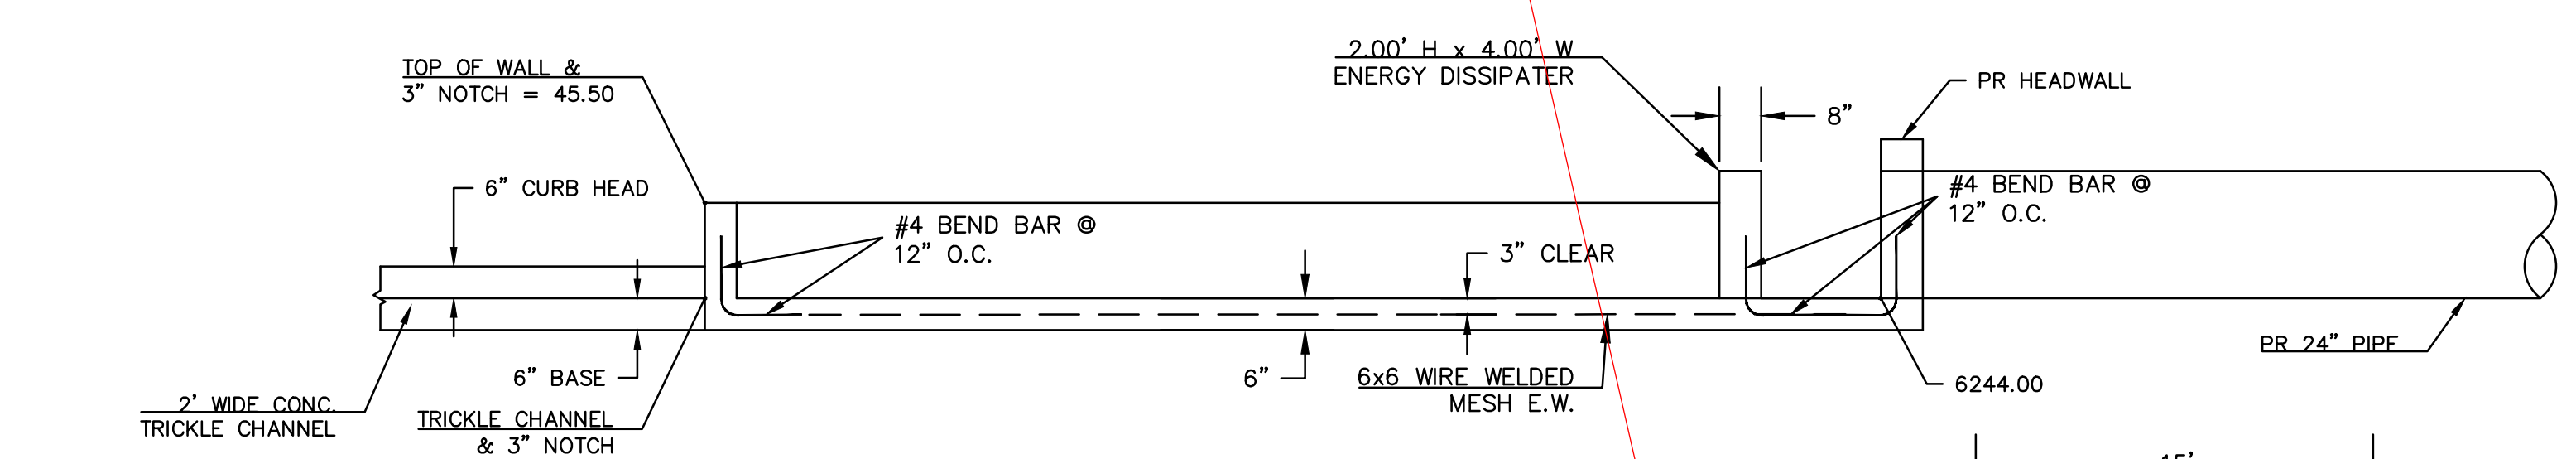 TOP OF WALL &
3" NOTCH = 45.50
2.00' H x 4.00' W
ENERGY DISSIPATER
PR HEADWALL
8"
6" CURB HEAD
#4 BEND BAR @
12" O.C.
#4 BEND BAR @
12" O.C.
3" CLEAR
6" BASE
6"
6x6 WIRE WELDED
MESH E.W.
6244.00
PR 24" PIPE
2' WIDE CONC.
TRICKLE CHANNEL
TRICKLE CHANNEL
& 3" NOTCH
15'